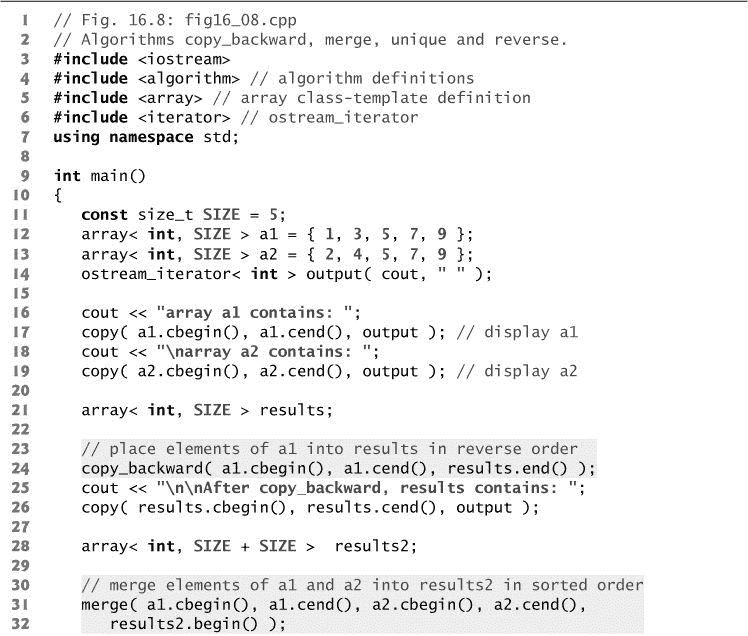 1 // Fig. 16.8: fig16_08.cpp
2 // Algorithms copy_backward, merge, unique and reverse.
3 #include <iostream>
4 #include <algorithm> // algorithm definitions
5 #include <array> // array class-template definition
6 #include <iterator> // ostream_iterator
7 using namespace std;
8
9 int main()
10 {
11    const size_t SIZE = 5;
12    array< int, SIZE > a1 = { 1, 3, 5, 7, 9 };
13    array< int, SIZE > a2 = { 2, 4, 5, 7, 9 };
14    ostream_iterator< int > output( cout, " " );
15
16    cout << "array a1 contains: ";
17    copy( a1.cbegin(), a1.cend(), output ); // display a1
18    cout << "\narray a2 contains: ";
19    copy( a2.cbegin(), a2.cend(), output ); // display a2
20
21    array< int, SIZE > results;
22
23    // place elements of a1 into results in reverse order
24    copy_backward( a1.cbegin(), a1.cend(), results.end() );
25    cout << "\n\nAfter copy_backward, results contains: ";
26    copy( results.cbegin(), results.cend(), output );
27
28    array< int, SIZE + SIZE >  results2;
29
30    // merge elements of a1 and a2 into results2 in sorted order
31    merge( a1.cbegin(), a1.cend(), a2.cbegin(), a2.cend(),
32       results2.begin() );